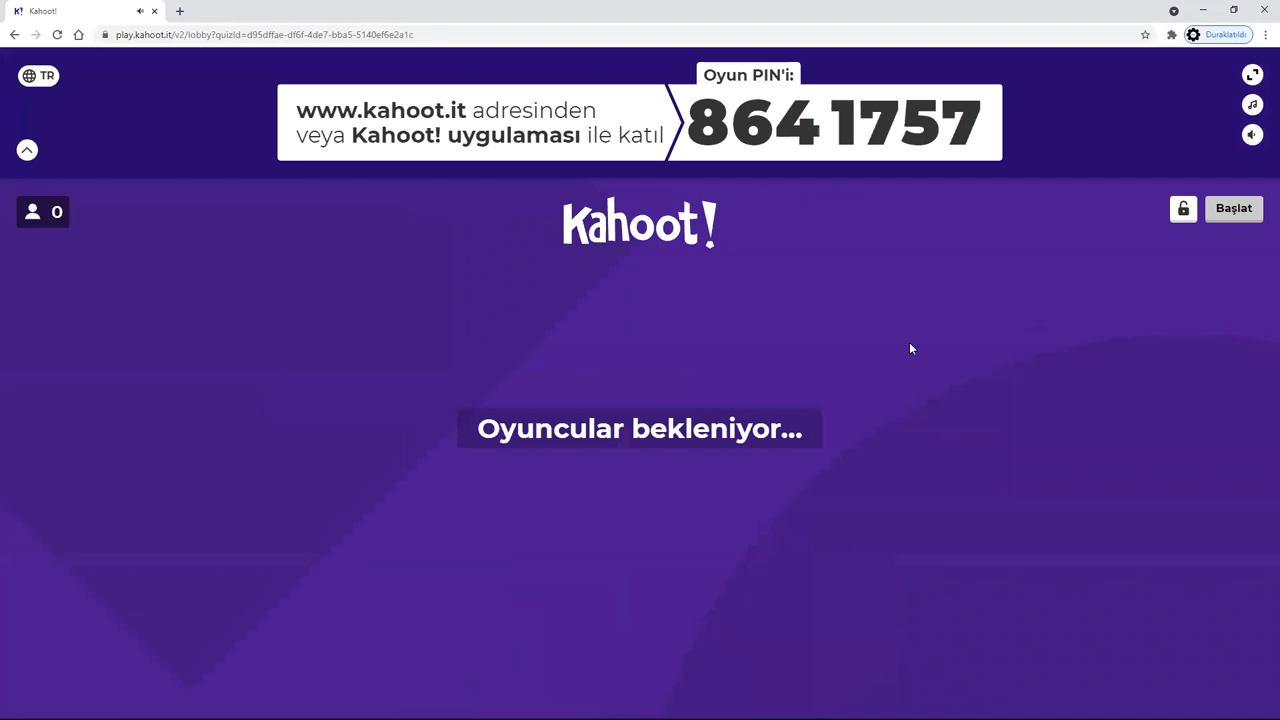 Kahoot!
play.kahoot.it/v2/lobby?quizId=d95dffae-df6f-4de7-bba5-5140ef6e2a1c
Duraklatıldı
TR
www.kahoot.it adresinden
veya Kahoot! uygulaması ile katıl
Oyun PIN'i:
864 1757
0
Kahoot!
Başlat
Oyuncular bekleniyor...